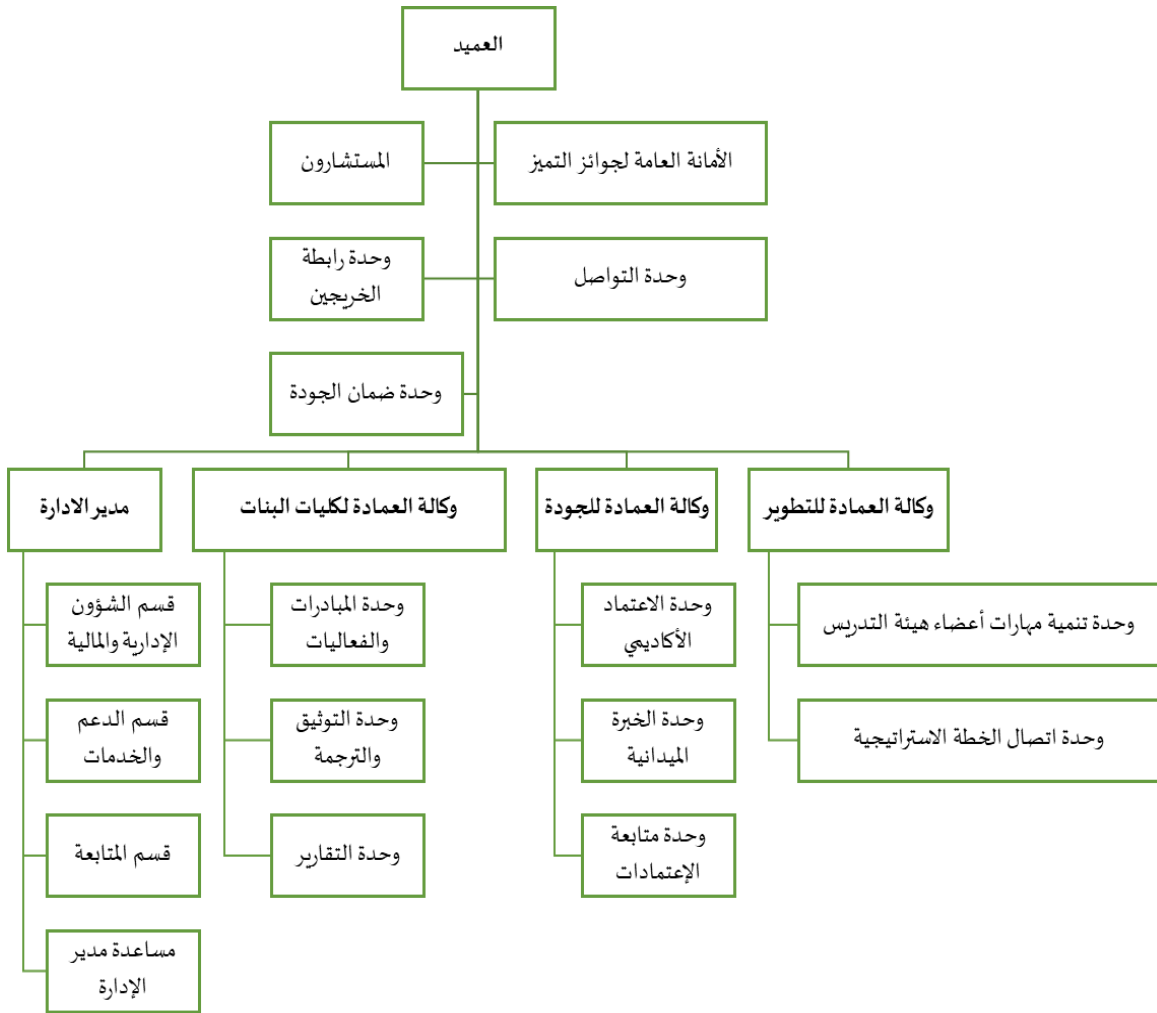 العميد
الأمانة العامة لجوائز التميز
المستشارون
وحدة التواصل
وحدة رابطة
الخريجين
وحدة ضمان الجودة
وكالة العمادة للتطوير
وكالة العمادة للجودة
وكالة العمادة لكليات البنات
مدير الادارة
وحدة تنمية مهارات أعضاء هيئة التدريس
وحدة اتصال الخطة الاستراتيجية
وحدة الاعتماد
الأكاديمي
وحدة الخبرة
الميدانية
وحدة متابعة
الإعتمادات
وحدة المبادرات
والفعاليات
وحدة التوثيق
والترجمة
وحدة التقارير
قسم الشؤون
الإدارية والمالية
قسم الدعم
والخدمات
قسم المتابعة
مساعدة مدير
الإدارة